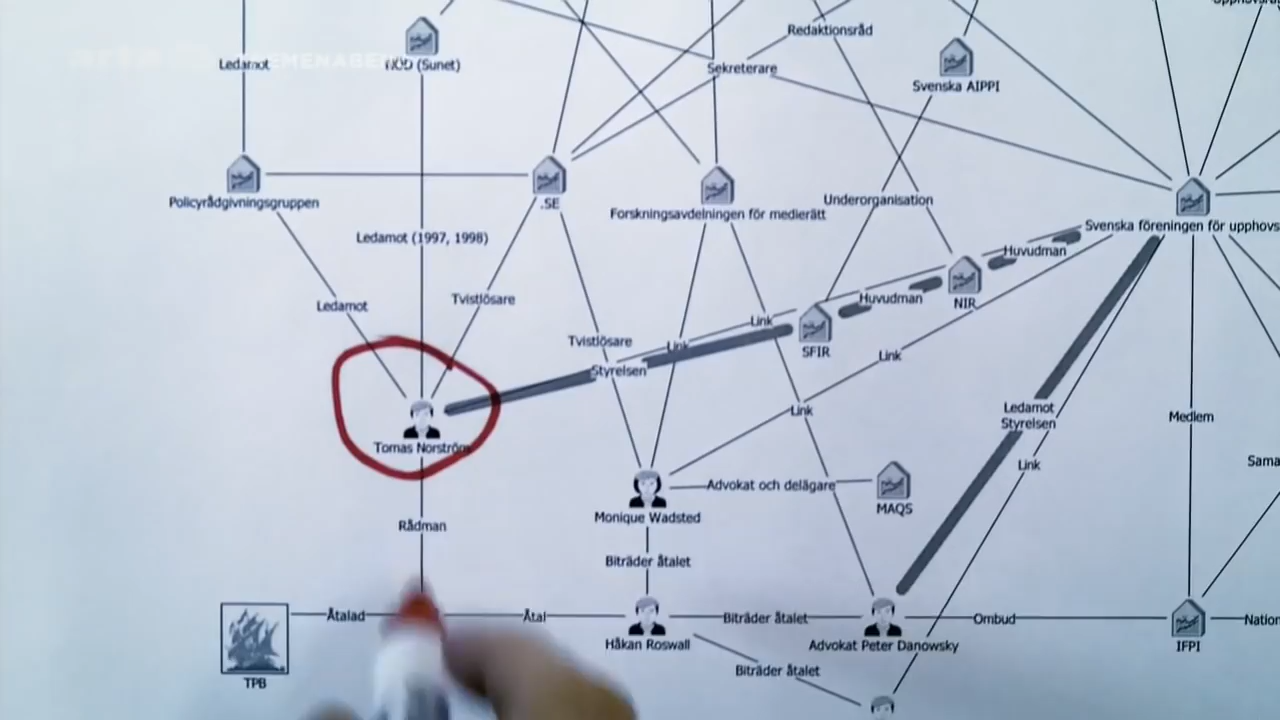 Redaktionsråd
Ledamot
NÖD (Sunet)
Sekreterare
Svenska AIPPI
Policyrådgivningsgruppen
.SE
Forskningsavdelningen för medierätt
Underorganisation
Svenska föreningen för upphovs
Ledamot (1997, 1998)
Huvudman
Ledamot
Tvistlösare
Huvudman
NIR
Link
Tvistlösare
Link
SFIR
Link
Styrelsen
Link
Ledamot
Styrelsen
Medlem
Tomas Norström
Link
Advokat och delägare
MAQS
Monique Wadsted
Rådman
Biträder åtalet
Åtalad
Åtal
Biträder åtalet
Ombud
Nation
Håkan Roswall
Advokat Peter Danowsky
IFPI
Biträder åtalet
TPB